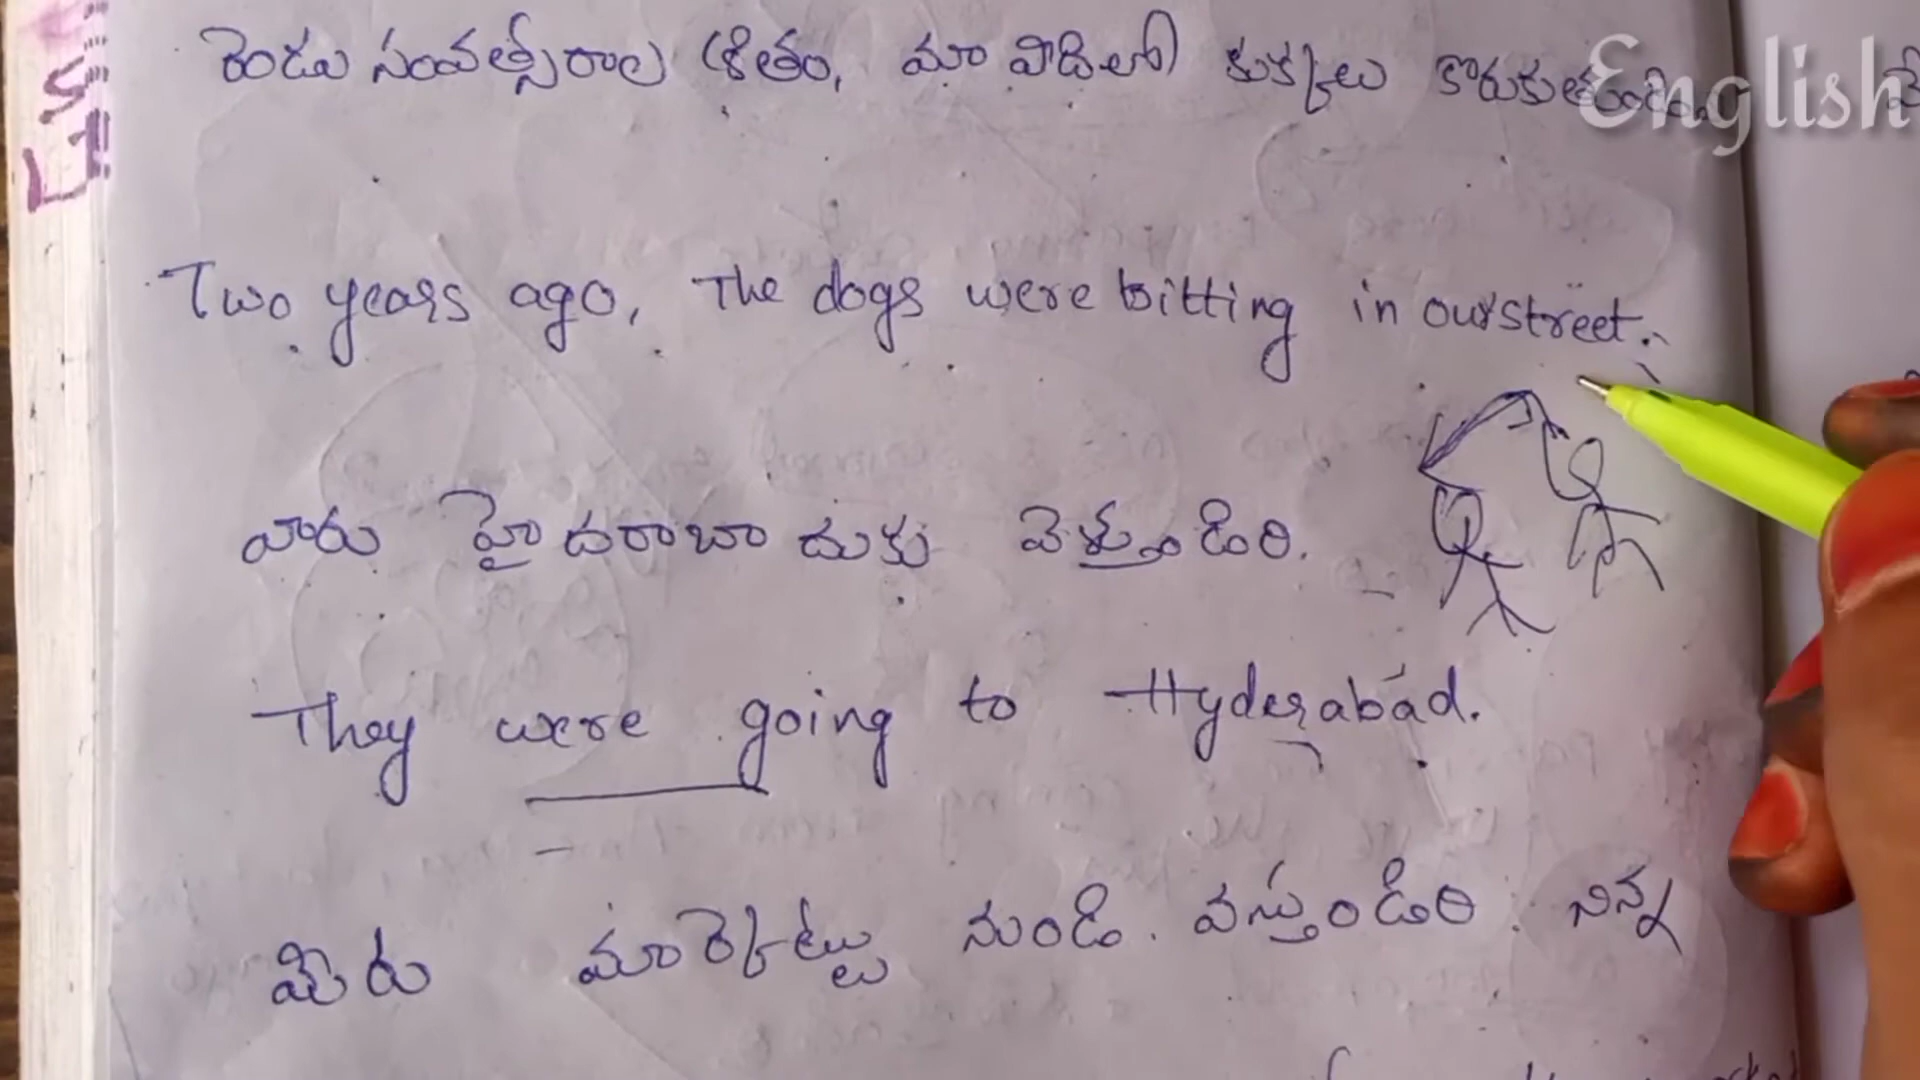 రెండు సంవత్సరాల క్రితం, మా వీదిలో కుక్కలు
English
Two years ago, The dogs were bitting in our street.
వారు హైదరాబాదుకు వెళ్తుండిరి.
They were going to Hyderabad.
మీరు మార్కెట్టు నుండి వస్తుండిరి. నిన్న